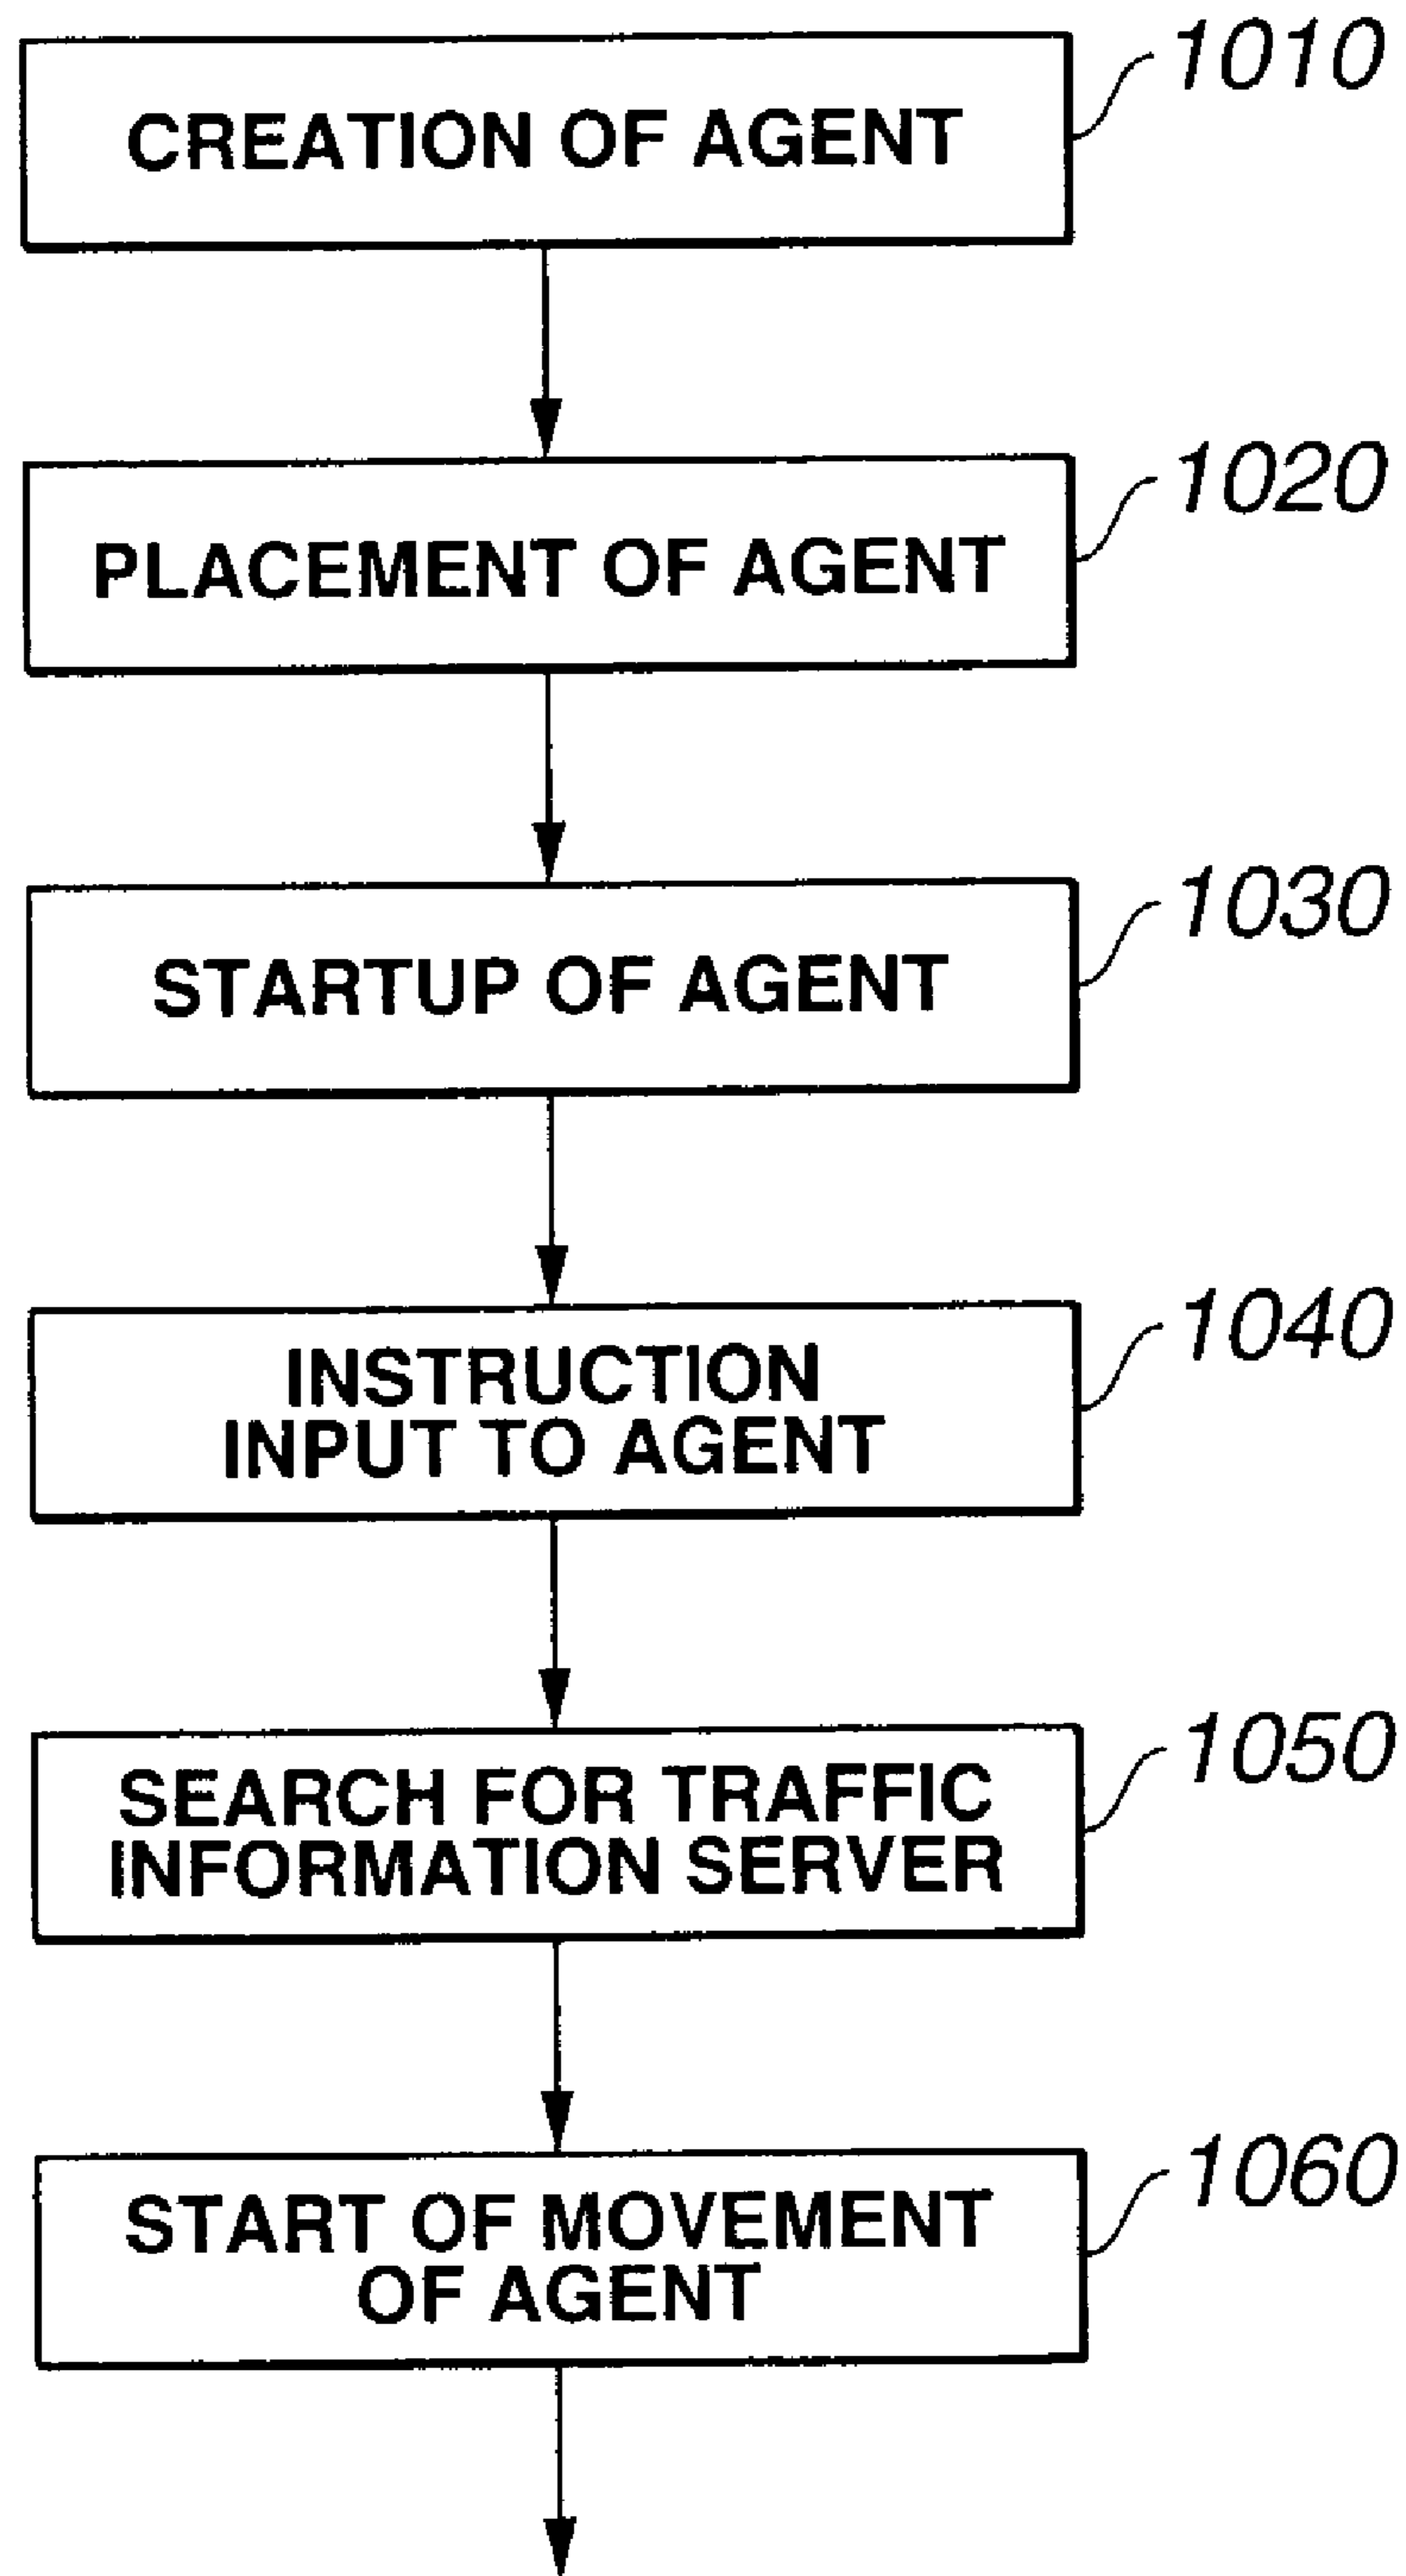 1010
CREATION OF AGENT
1020
PLACEMENT OF AGENT
1030
STARTUP OF AGENT
1040
INSTRUCTION
INPUT TO AGENT
1050
SEARCH FOR TRAFFIC
INFORMATION SERVER
1060
START OF MOVEMENT
OF AGENT